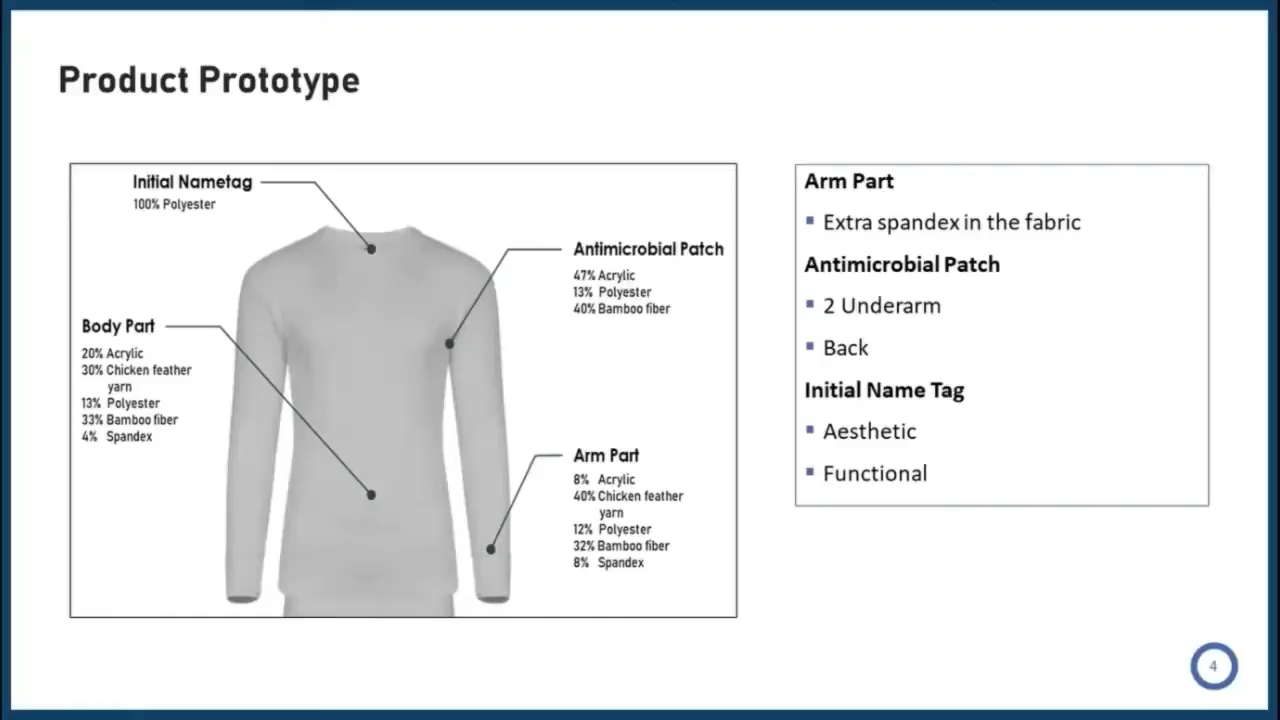 Product Prototype
Initial Nametag
100% Polyester
Antimicrobial Patch
47% Acrylic
13% Polyester
40% Bamboo fiber
Body Part
20% Acrylic
30% Chicken feather
yarn
13% Polyester
33% Bamboo fiber
4% Spandex
Arm Part
8% Acrylic
40% Chicken feather
yarn
12% Polyester
32% Bamboo fiber
8% Spandex
Arm Part
▪ Extra spandex in the fabric
Antimicrobial Patch
▪ 2 Underarm
▪ Back
Initial Name Tag
▪ Aesthetic
▪ Functional
4